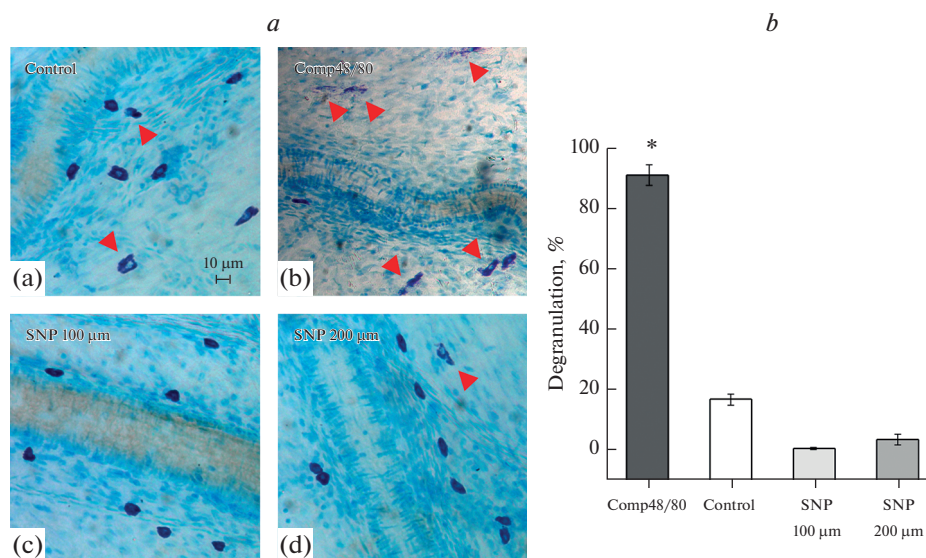 a
b
Control
Comp48/80
10 μm
(a)
(b)
SNP 100 μm
SNP 200 μm
(c)
(d)
Degranulation, %
100
80
60
40
20
0
*
Comp48/80
Control
SNP
100 μm
SNP
200 μm